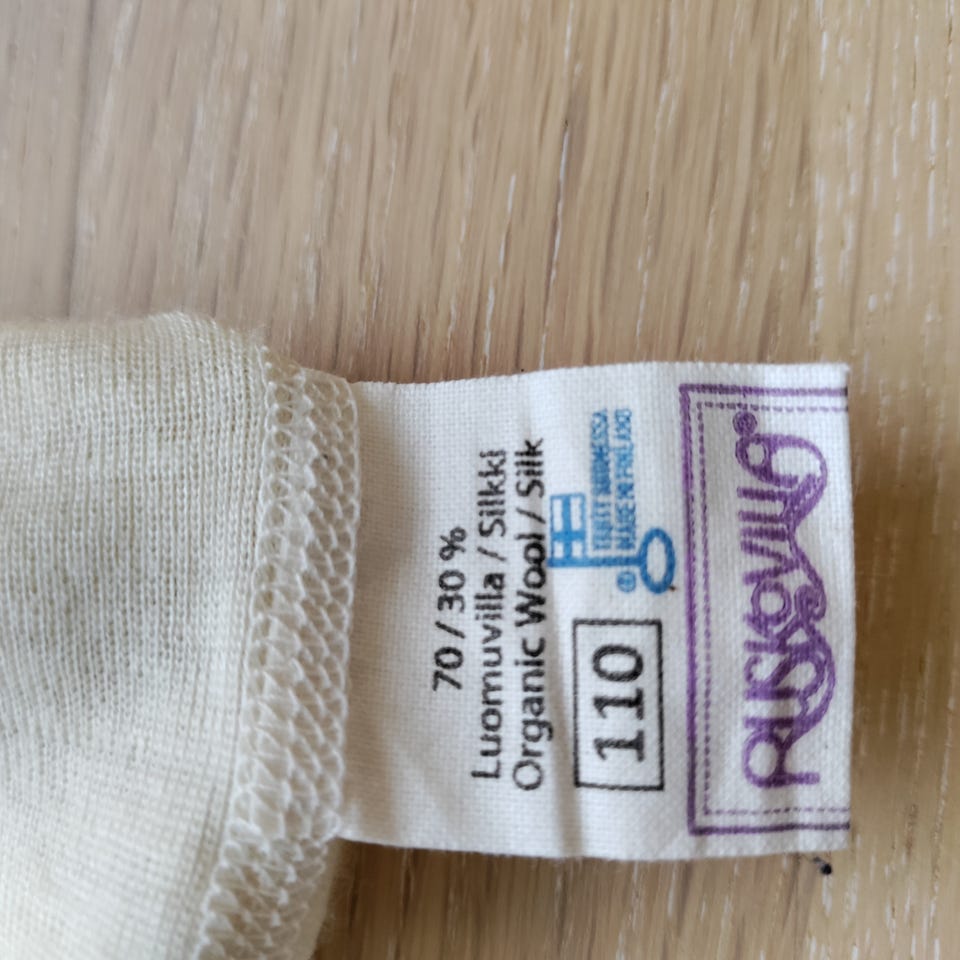 70 / 30 %
Luomuvilla / Silkki
Organic Wool / Silk
TEHTY SUOMESSA
MADE IN FINLAND
®
110
RUSKOVILLA®